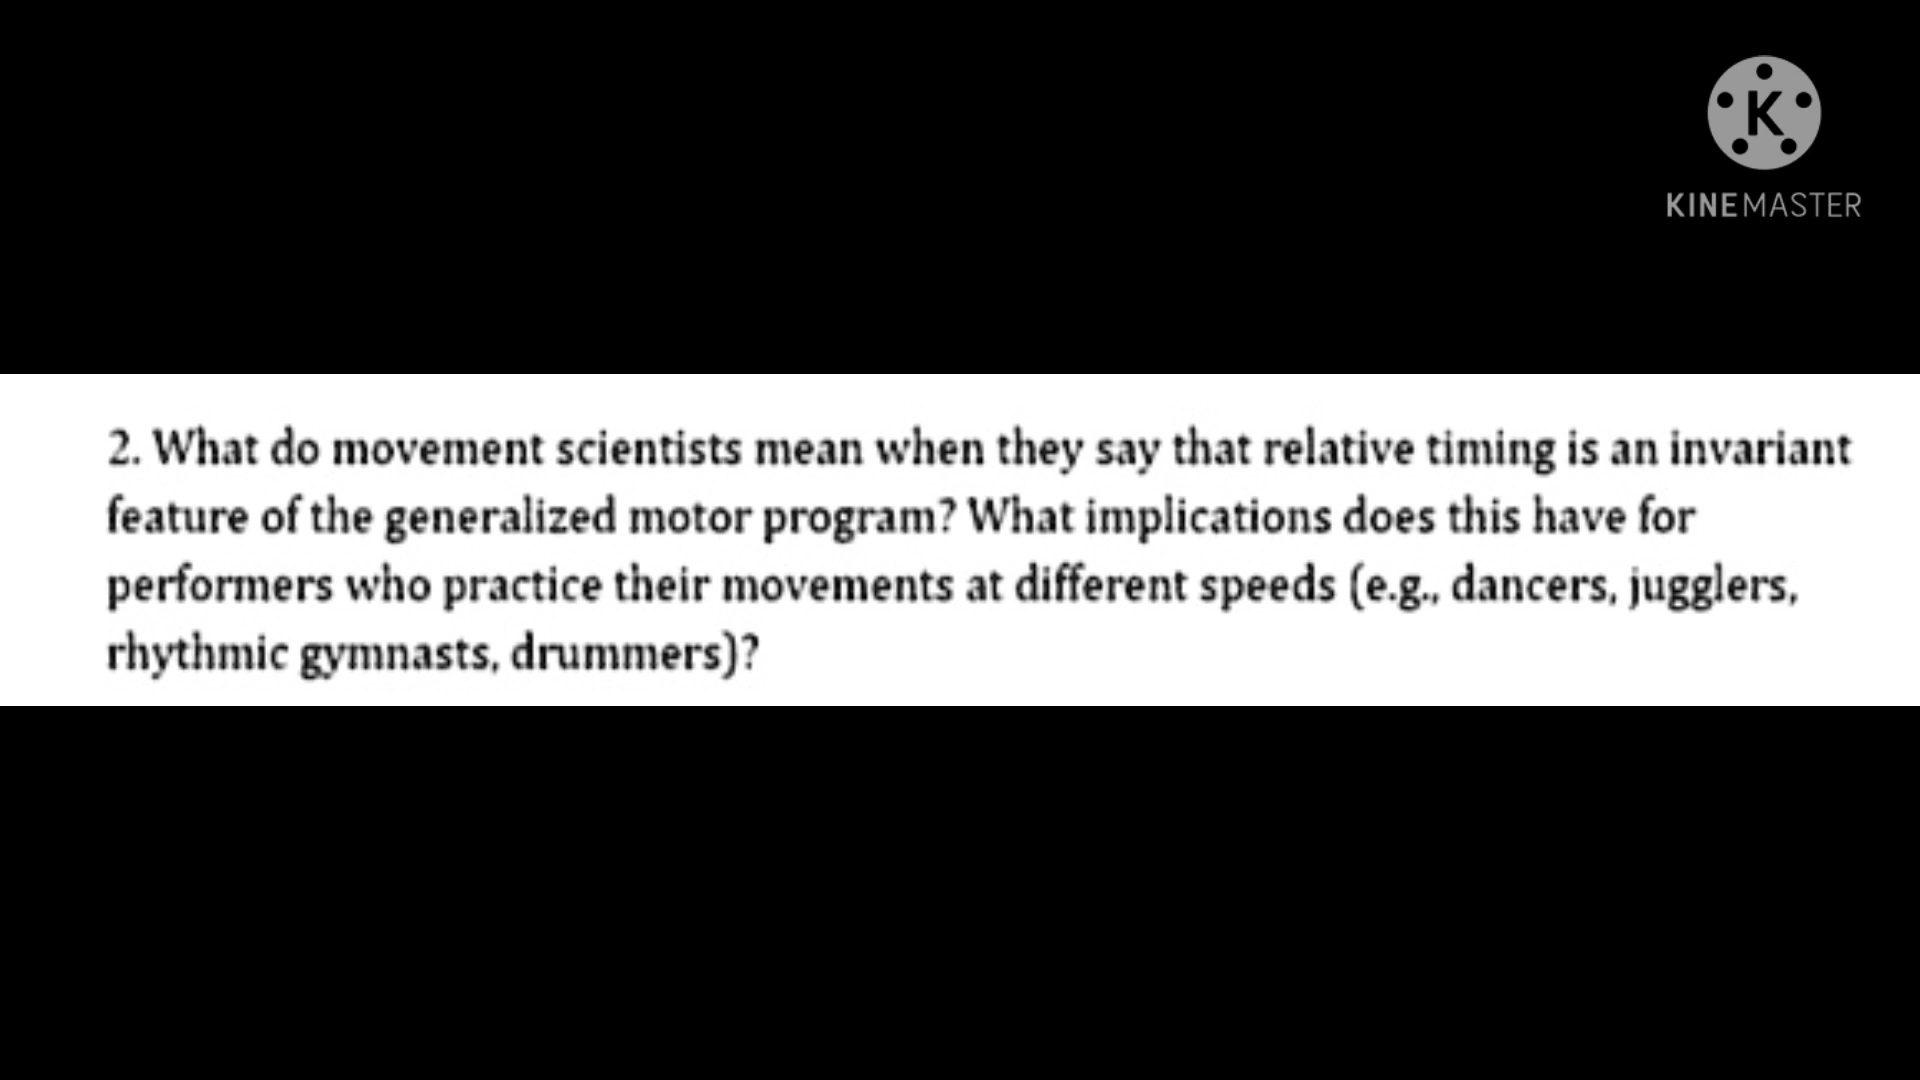 K
KINEMASTER
2. What do movement scientists mean when they say that relative timing is an invariant
feature of the generalized motor program? What implications does this have for
performers who practice their movements at different speeds (e.g., dancers, jugglers,
rhythmic gymnasts, drummers)?